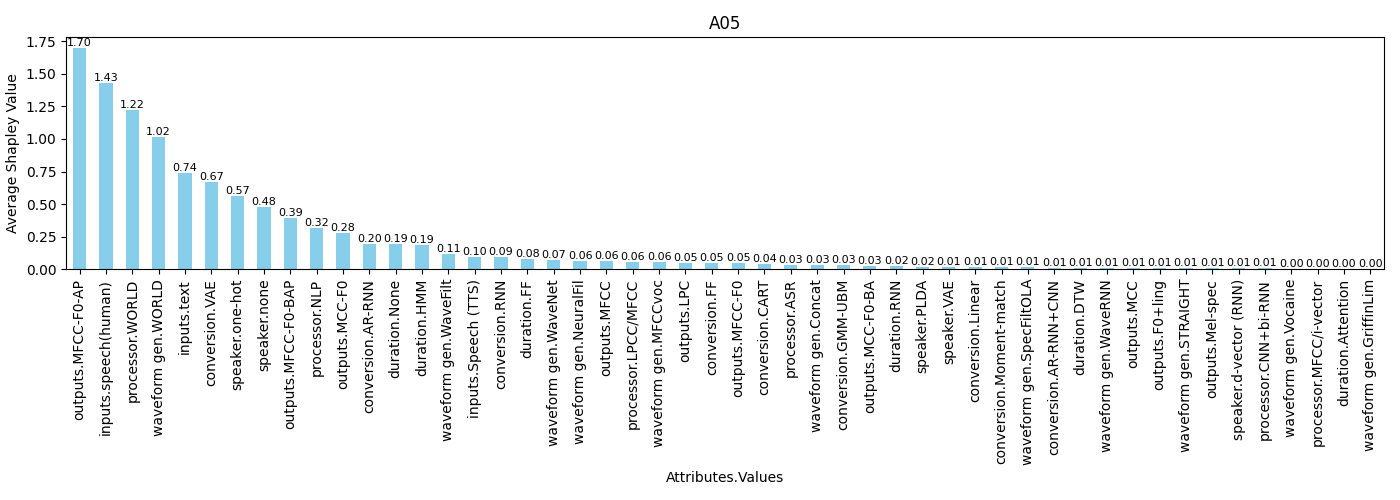 A05
Average Shapley Value
1.75
1.50
1.25
1.00
0.75
0.50
0.25
0.00
1.70
1.43
1.22
1.02
0.74
0.67
0.57
0.48
0.39
0.32
0.28
0.20
0.19
0.19
0.11
0.10
0.09
0.08
0.07
0.06
0.06
0.06
0.06
0.05
0.05
0.05
0.04
0.03
0.03
0.03
0.03
0.02
0.02
0.01
0.01
0.01
0.01
0.01
0.01
0.01
0.01
0.01
0.01
0.01
0.01
0.01
0.00
0.00
0.00
0.00
outputs.MFCC-F0-AP
inputs.speech(human)
processor.WORLD
waveform gen.WORLD
inputs.text
conversion.VAE
speaker.one-hot
speaker.none
outputs.MFCC-F0-BAP
processor.NLP
outputs.MCC-F0
conversion.AR-RNN
duration.None
duration.HMM
waveform gen.WaveFilt
inputs.Speech (TTS)
conversion.RNN
duration.FF
waveform gen.WaveNet
waveform gen.NeuralFil
outputs.MFCC
processor.LPCC/MFCC
waveform gen.MFCCvoc
outputs.LPC
conversion.FF
outputs.MFCC-F0
conversion.CART
processor.ASR
waveform gen.Concat
conversion.GMM-UBM
outputs.MCC-F0-BA
duration.RNN
speaker.PLDA
speaker.VAE
conversion.Linear
conversion.Moment-match
waveform gen.SpecFiltOLA
conversion.AR-RNN+CNN
duration.DTW
waveform gen.WaveRNN
outputs.MCC
outputs.F0+ling
waveform gen.STRAIGHT
outputs.Mel-spec
speaker.d-vector (RNN)
processor.CNN+bi-RNN
waveform gen.Vocaine
processor.MFCC/i-vector
duration.Attention
waveform gen.GriffinLim
Attributes.Values